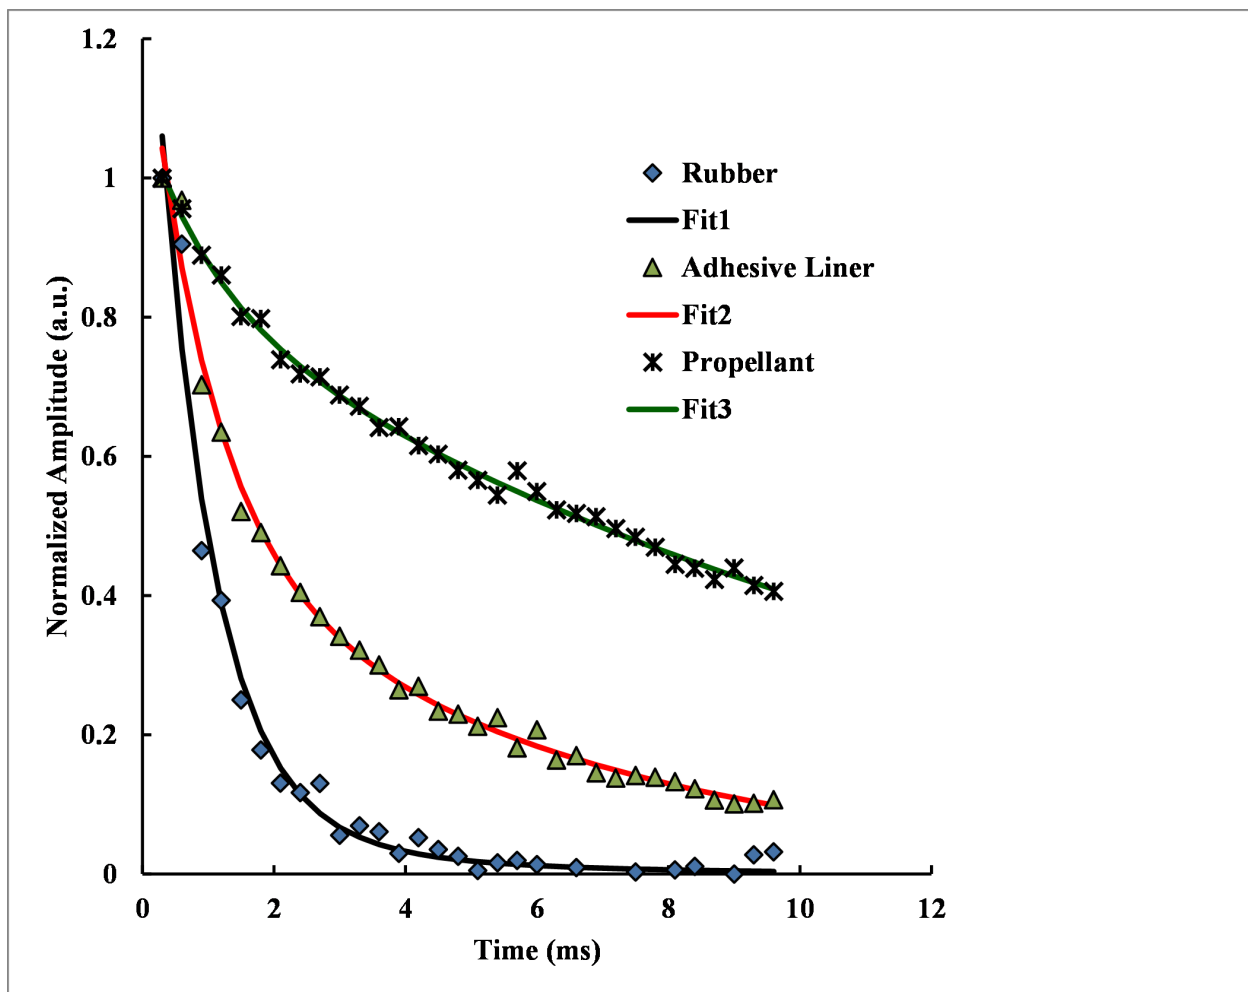 1.2
1
0.8
0.6
0.4
0.2
0
Normalized Amplitude (a.u.)
Rubber
Fit1
Adhesive Liner
Fit2
Propellant
Fit3
0 2 4 6 8 10 12
Time (ms)